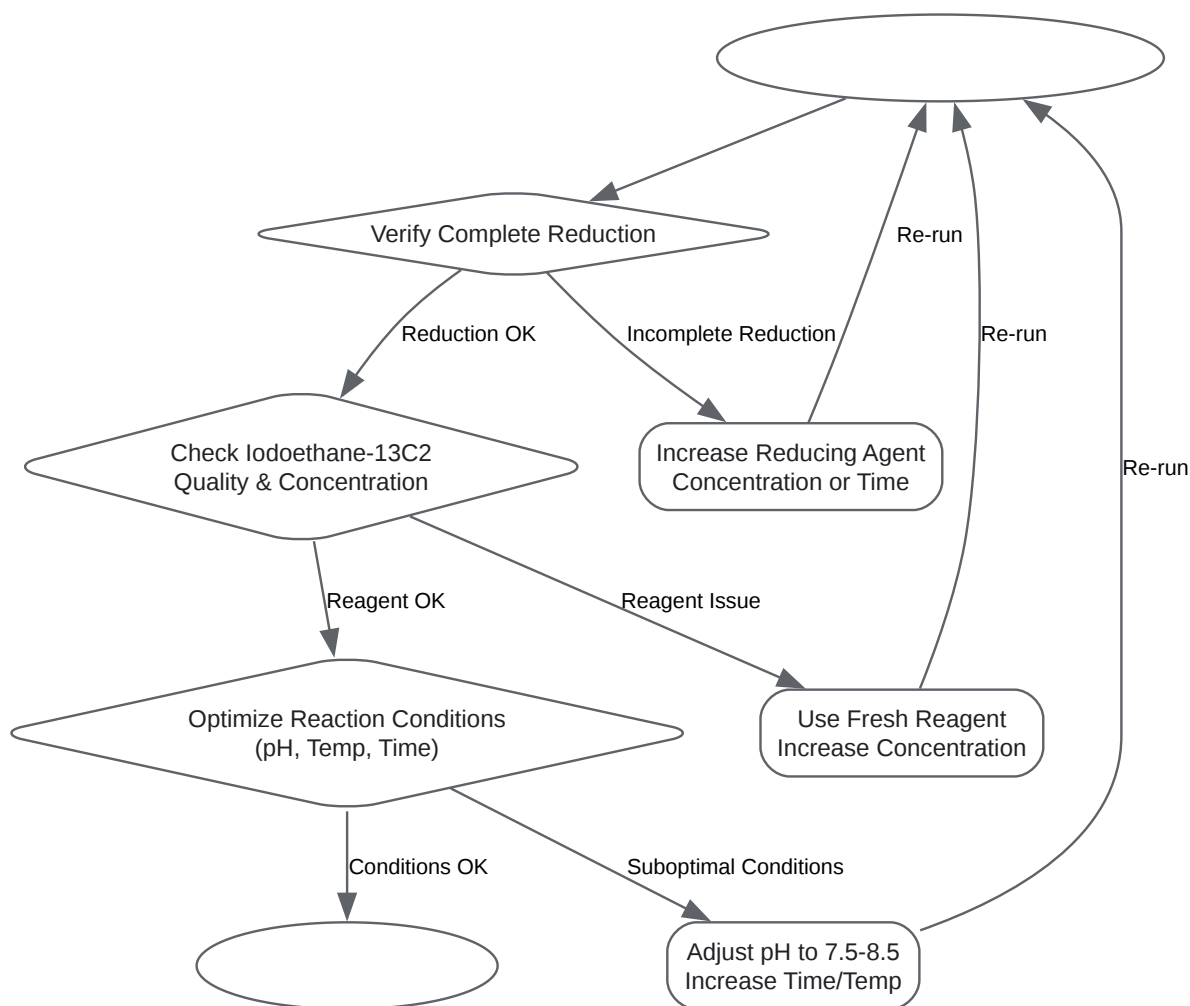 Verify Complete Reduction
Re-run
Reduction OK
Incomplete Reduction
Re-run
Check Iodoethane-13C2
Quality & Concentration
Increase Reducing Agent
Concentration or Time
Re-run
Reagent OK
Reagent Issue
Optimize Reaction Conditions
(pH, Temp, Time)
Use Fresh Reagent
Increase Concentration
Conditions OK
Suboptimal Conditions
Adjust pH to 7.5-8.5
Increase Time/Temp